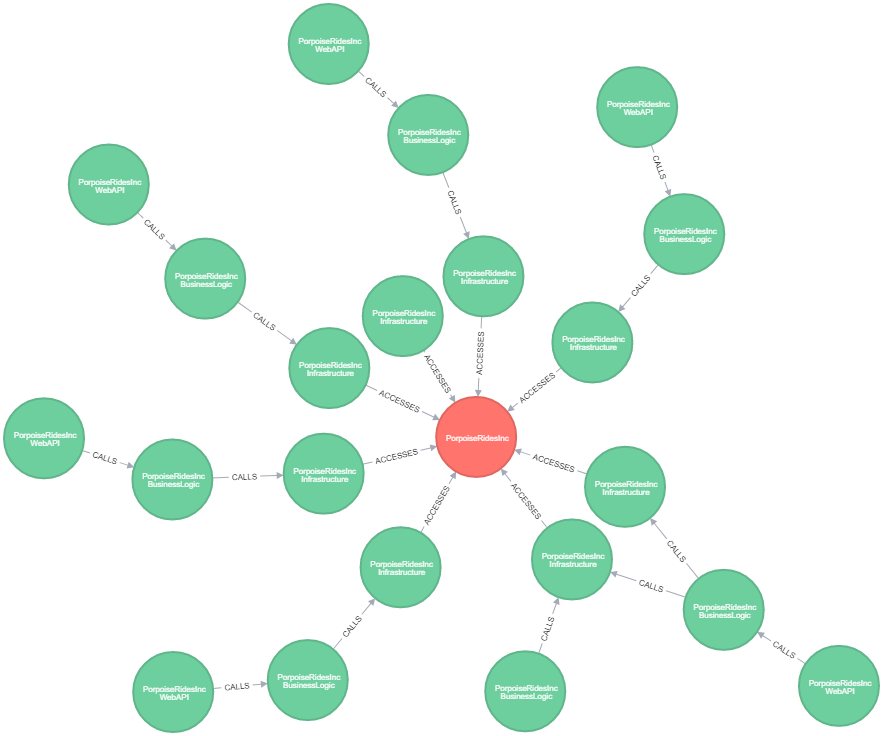 PorpoiseRidesInc
WebAPI
CALLS
PorpoiseRidesInc
BusinessLogic
CALLS
PorpoiseRidesInc
Infrastructure
ACCESSES
PorpoiseRidesInc
WebAPI
CALLS
PorpoiseRidesInc
BusinessLogic
CALLS
PorpoiseRidesInc
Infrastructure
ACCESSES
PorpoiseRidesInc
WebAPI
CALLS
PorpoiseRidesInc
BusinessLogic
CALLS
PorpoiseRidesInc
Infrastructure
ACCESSES
PorpoiseRidesInc
Infrastructure
ACCESSES
PorpoiseRidesInc
PorpoiseRidesInc
WebAPI
CALLS
PorpoiseRidesInc
BusinessLogic
CALLS
PorpoiseRidesInc
Infrastructure
ACCESSES
PorpoiseRidesInc
Infrastructure
ACCESSES
CALLS
PorpoiseRidesInc
Infrastructure
ACCESSES
CALLS
PorpoiseRidesInc
BusinessLogic
CALLS
PorpoiseRidesInc
WebAPI
PorpoiseRidesInc
Infrastructure
ACCESSES
CALLS
PorpoiseRidesInc
BusinessLogic
CALLS
PorpoiseRidesInc
WebAPI
CALLS
PorpoiseRidesInc
BusinessLogic